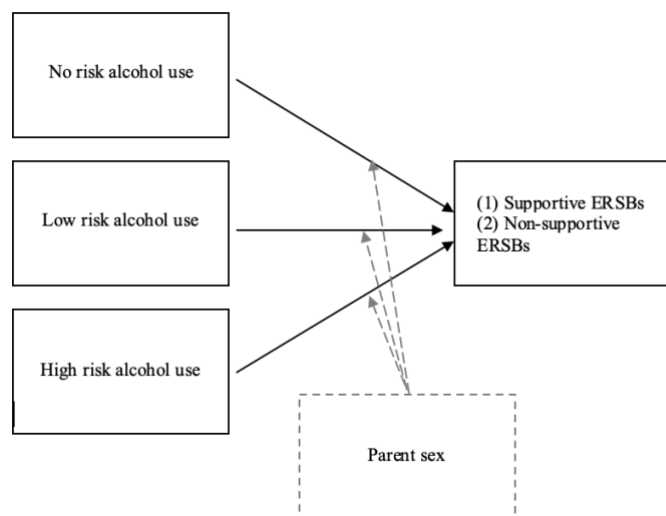 No risk alcohol use
Low risk alcohol use
(1) Supportive ERSBs
(2) Non-supportive
ERSBs
High risk alcohol use
Parent sex